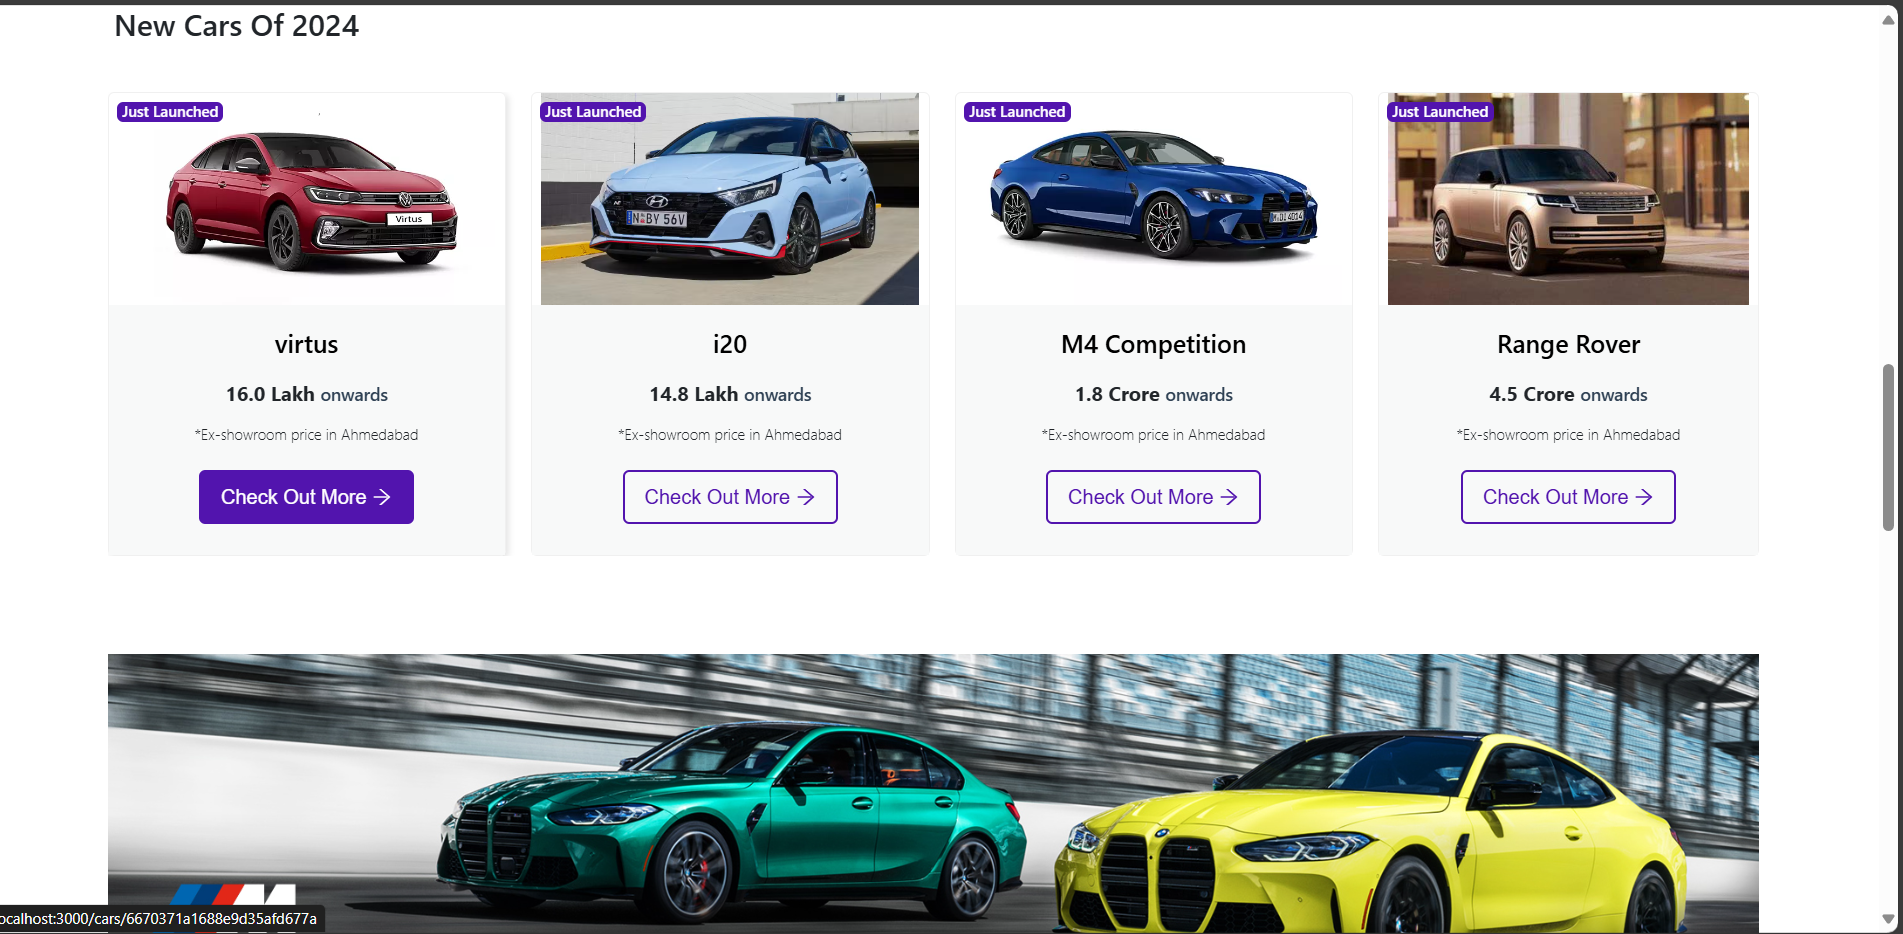 New Cars Of 2024
Just Launched
Virtus
virtus
16.0 Lakh onwards
*Ex-showroom price in Ahmedabad
Check Out More →
Just Launched
N BY 56V
i20
14.8 Lakh onwards
*Ex-showroom price in Ahmedabad
Check Out More →
Just Launched
M4 Competition
1.8 Crore onwards
*Ex-showroom price in Ahmedabad
Check Out More →
Just Launched
Range Rover
4.5 Crore onwards
*Ex-showroom price in Ahmedabad
Check Out More →
ocalhost:3000/cars/6670371a1688e9d35afd677a